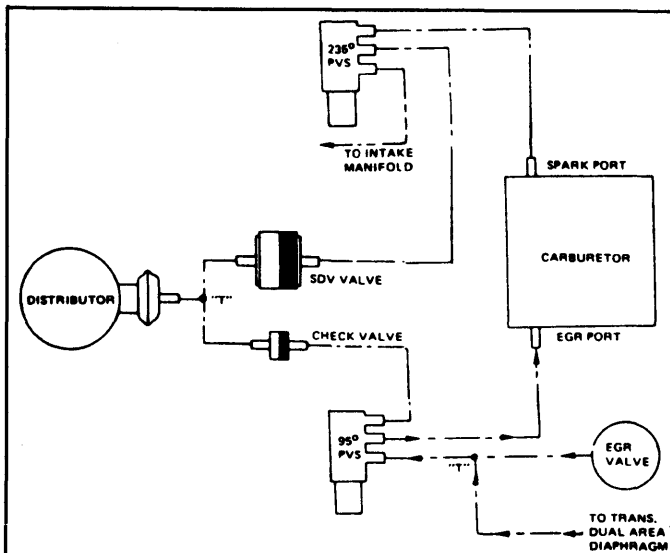 236°
PVS
TO INTAKE
MANIFOLD
SPARK PORT
CARBURETOR
SDV VALVE
DISTRIBUTOR
"T"
CHECK VALVE
EGR PORT
95°
PVS
"T"
EGR
VALVE
TO TRANS.
DUAL AREA
DIAPHRAGM